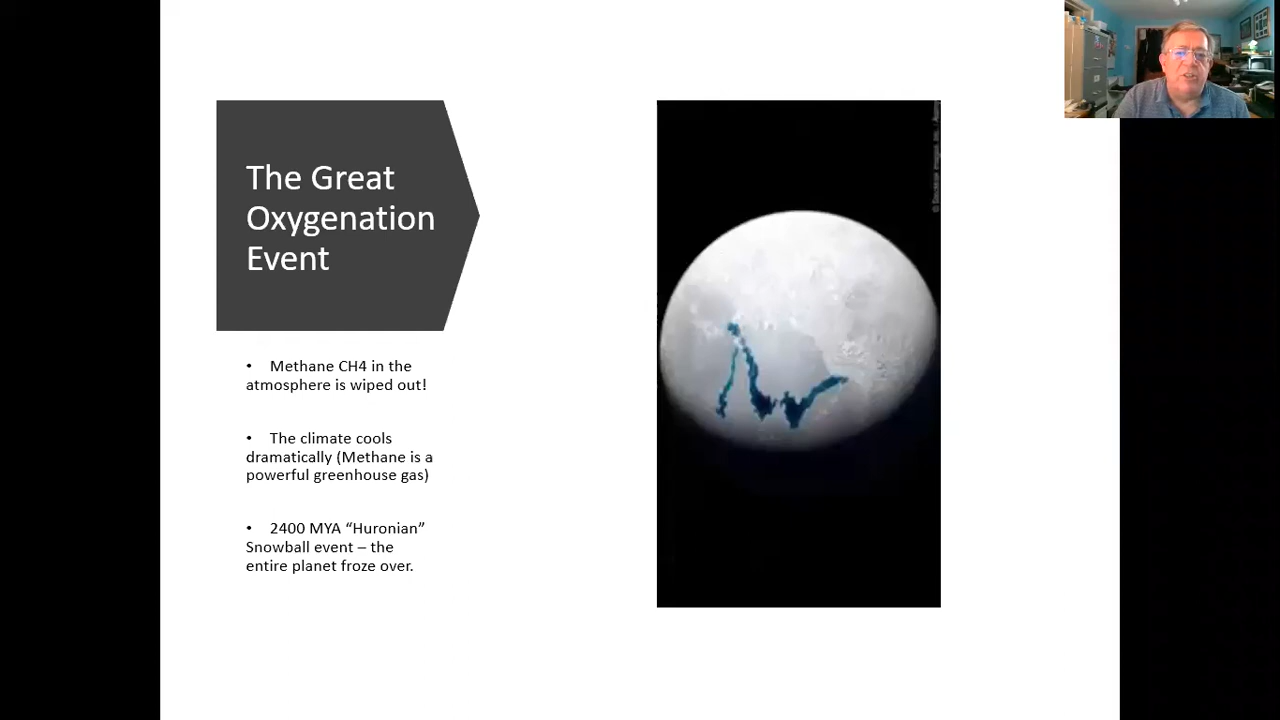 The Great
Oxygenation
Event
• Methane CH4 in the
atmosphere is wiped out!
• The climate cools
dramatically (Methane is a
powerful greenhouse gas)
• 2400 MYA “Huronian”
Snowball event – the
entire planet froze over.